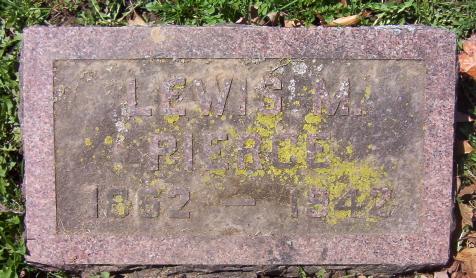 LEWIS M.
PIERCE
1862 — 1942